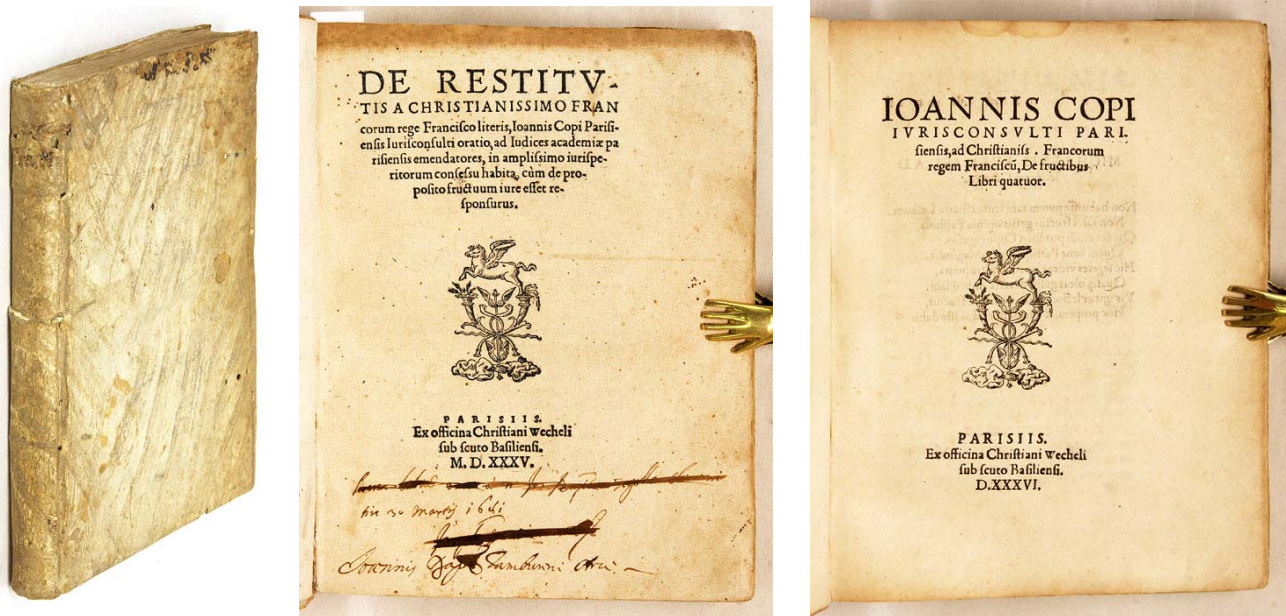 DE RESTITV-
TIS A CHRISTIANISSIMO FRAN
corum rege Francisco literis, Ioannis Copi Parisi-
ensis Iurisconsulti oratio, ad Iudices academiæ pa
risiensis emendatores, in amplissimo iurispe-
ritorum consessu habita, cùm de pro-
posito fructuum iure esset re-
sponsurus.
PARISIIS.
Ex officina Christiani Wecheli
sub scuto Basiliensi.
M. D. XXXV.
30 Martij
Ioannis
IOANNIS COPI
IVRISCONSVLTI PARI-
siensis, ad Christianiss. Francorum
regem Franciscū, De fructibus
Libri quatuor.
PARISIIS.
Ex officina Christiani Wecheli
sub scuto Basiliensi.
D.XXXVI.